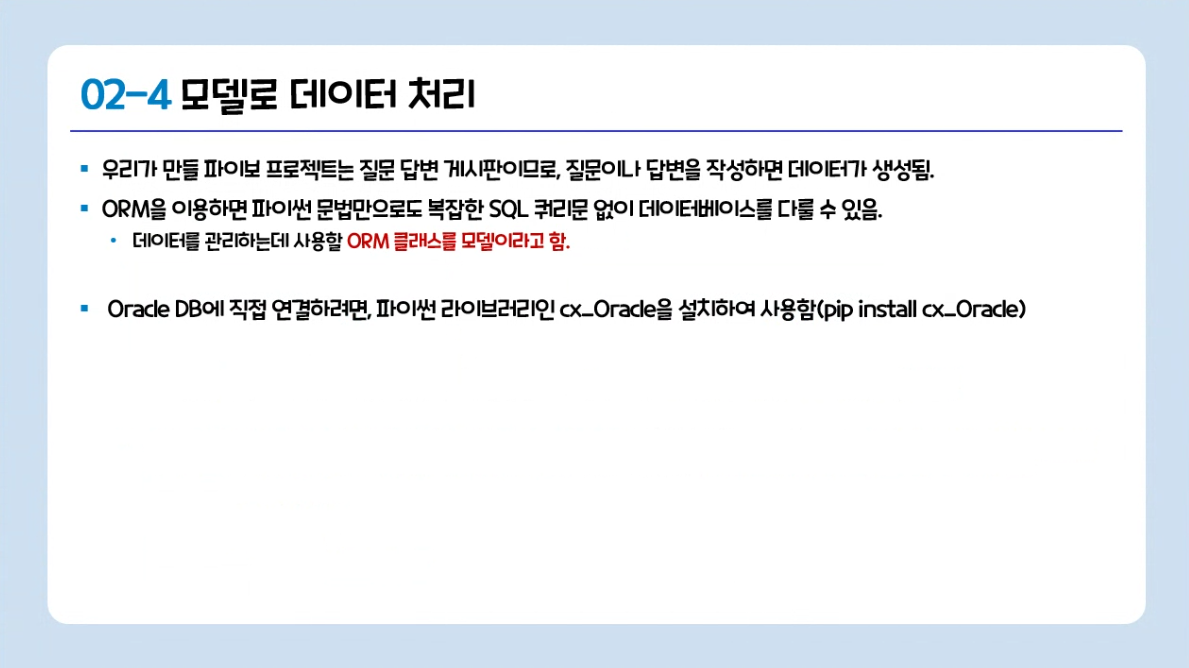 02-4 모델로 데이터 처리
▪ 우리가 만들 파이보 프로젝트는 질문 답변 게시판이므로, 질문이나 답변을 작성하면 데이터가 생성됨.
▪ ORM을 이용하면 파이썬 문법만으로도 복잡한 SQL 쿼리문 없이 데이터베이스를 다룰 수 있음.
• 데이터를 관리하는데 사용할 ORM 클래스를 모델이라고 함.
▪ Oracle DB에 직접 연결하려면, 파이썬 라이브러리인 cx_Oracle을 설치하여 사용함(pip install cx_Oracle)